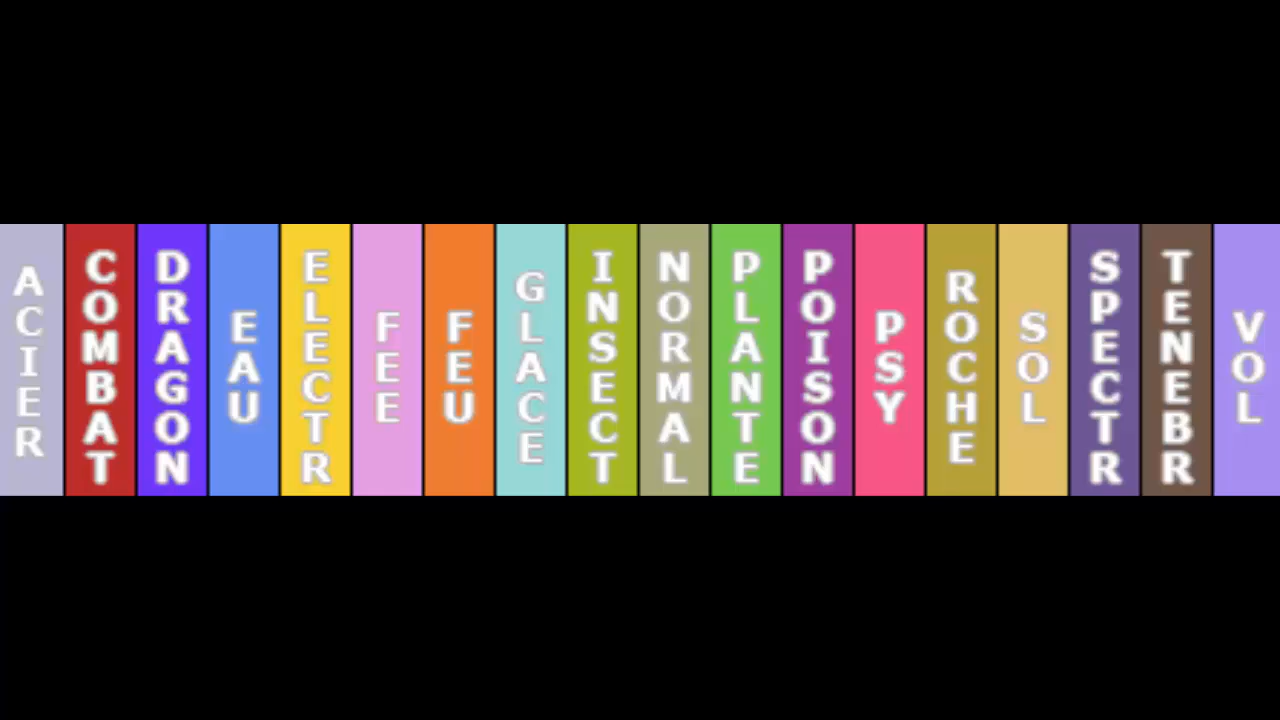 ACIER
COMBAT
DRAGON
EAU
ELECTR
FEE
FEU
GLACE
INSECT
NORMAL
PLANTE
POISON
PSY
ROCHE
SOL
SPECTR
TENEBR
VOL